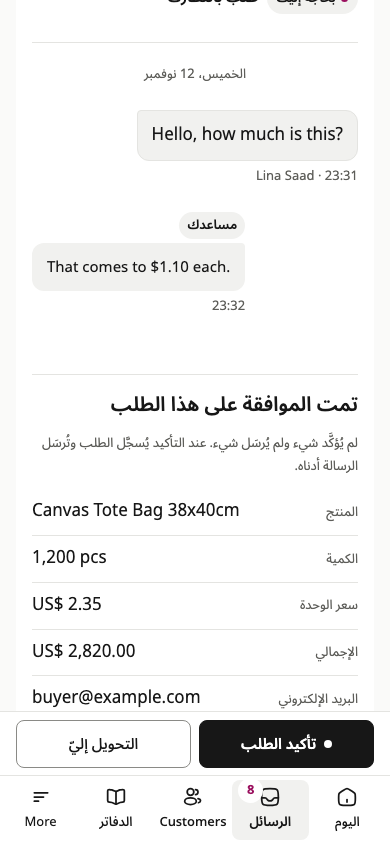 الخميس، 12 نوفمبر
Hello, how much is this?
Lina Saad · 23:31
مساعدك
That comes to $1.10 each.
23:32
تمت الموافقة على هذا الطلب
لم يُؤكَّد شيء ولم يُرسَل شيء. عند التأكيد يُسجَّل الطلب وتُرسَل
الرسالة أدناه.
المنتج Canvas Tote Bag 38x40cm
الكمية 1,200 pcs
سعر الوحدة US$ 2.35
الإجمالي US$ 2,820.00
البريد الإلكتروني buyer@example.com
تأكيد الطلب
التحويل إليّ
اليوم
8
الرسائل
Customers
الدفاتر
More